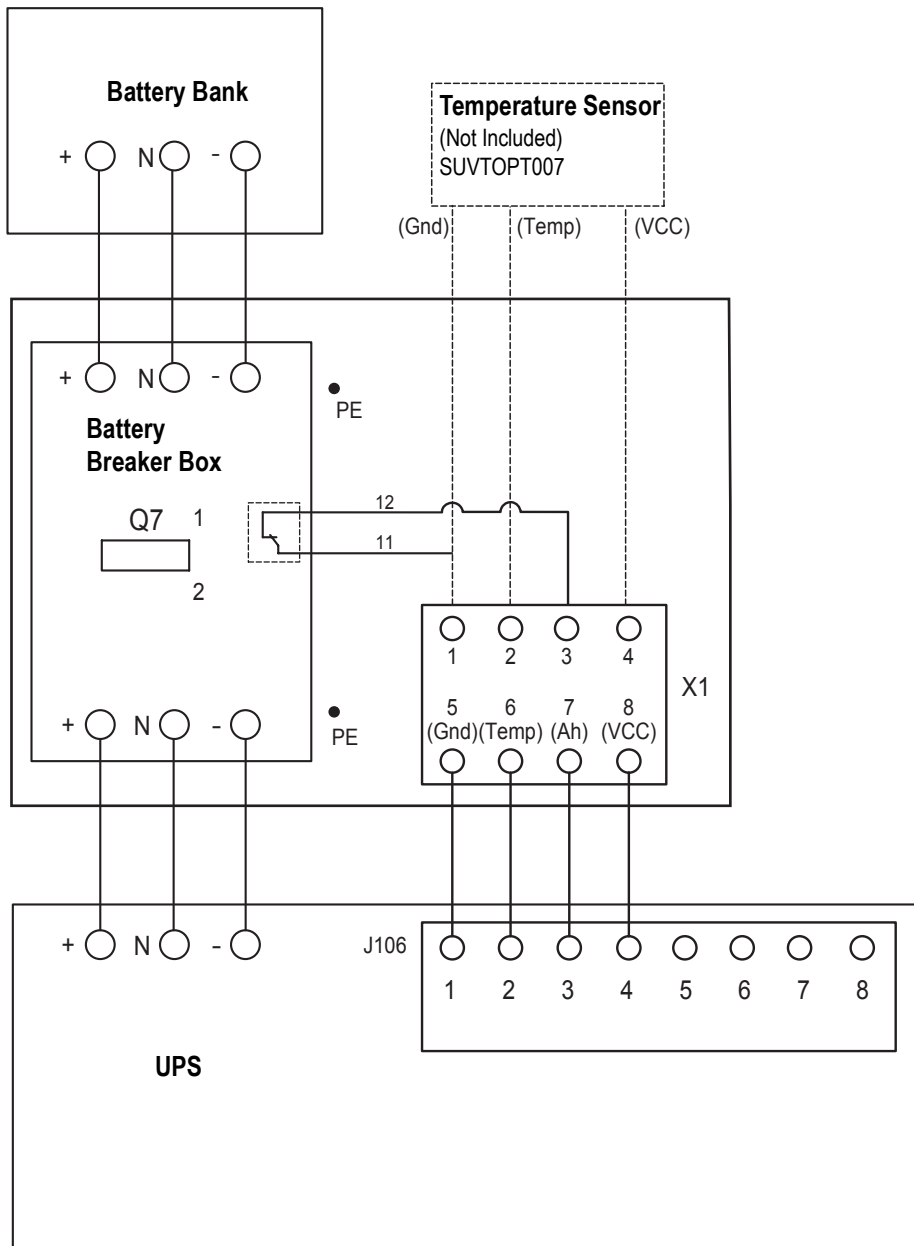 Battery Bank
+ N -
Temperature Sensor
(Not Included)
SUVTOPT007
(Gnd) (Temp) (VCC)
+ N -
PE
Battery
Breaker Box
12
Q7 1
11
2
1 2 3 4
X1
5 6 7 8
(Gnd) (Temp) (Ah) (VCC)
+ N -
PE
+ N -
J106
1 2 3 4 5 6 7 8
UPS